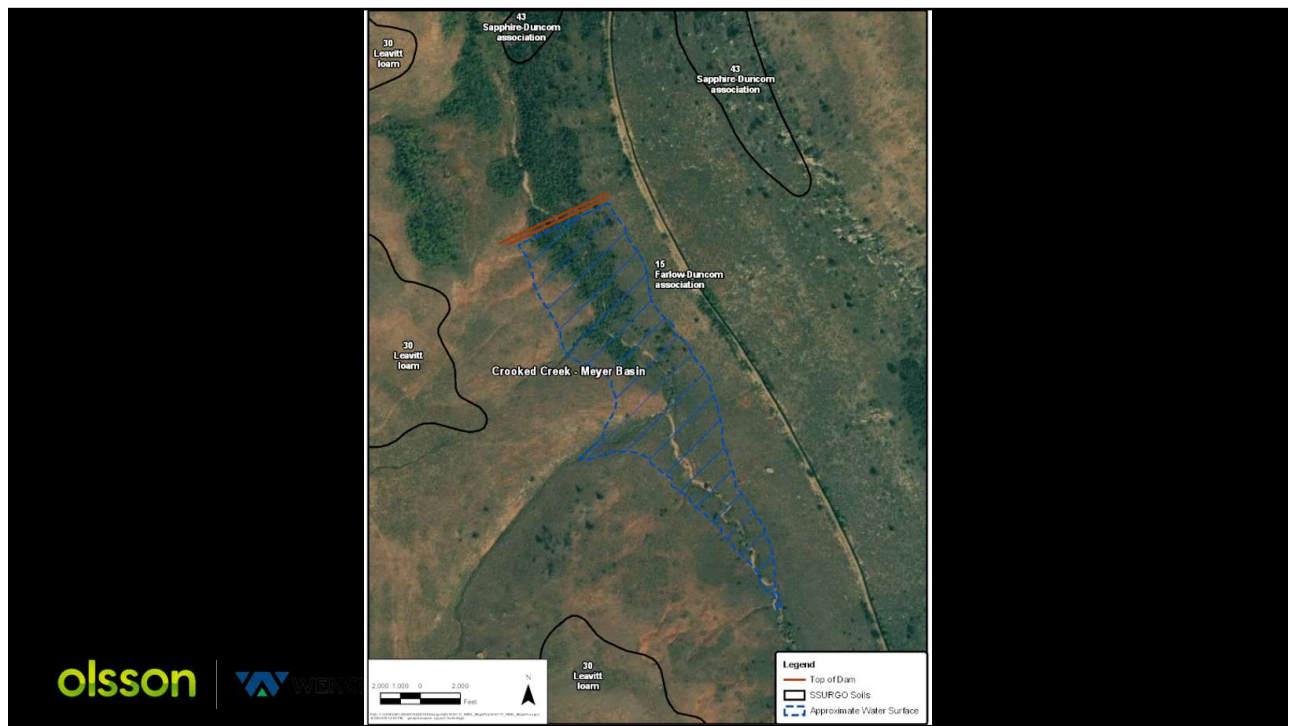 43
Sapphire-Duncom
association
30
Leavitt
loam
43
Sapphire-Duncom
association
15
Farlow-Duncom
association
30
Leavitt
loam
Crooked Creek - Meyer Basin
30
Leavitt
loam
olsson
WENC
2,000 1,000 0 2,000
Feet
N
Legend
Top of Dam
SSURGO Soils
Approximate Water Surface